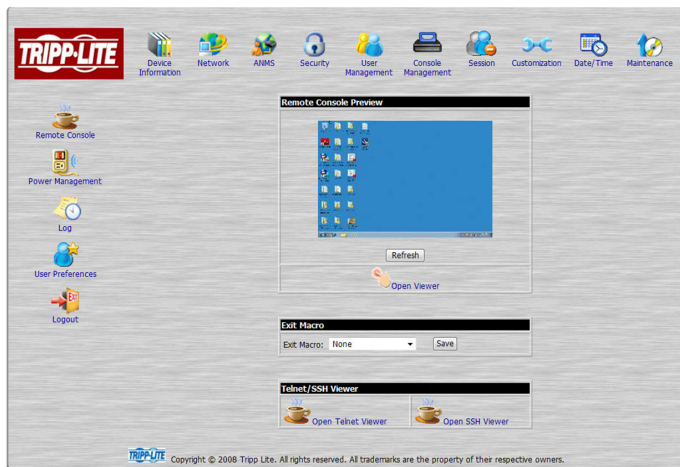 TRIPP·LITE
Device Information
Network
ANMS
Security
User Management
Console Management
Session
Customization
Date/Time
Maintenance
Remote Console
Power Management
Log
User Preferences
Logout
Remote Console Preview
Refresh
Open Viewer
Exit Macro
Exit Macro: None Save
Telnet/SSH Viewer
Open Telnet Viewer Open SSH Viewer
TRIPP·LITE Copyright © 2008 Tripp Lite. All rights reserved. All trademarks are the property of their respective owners.